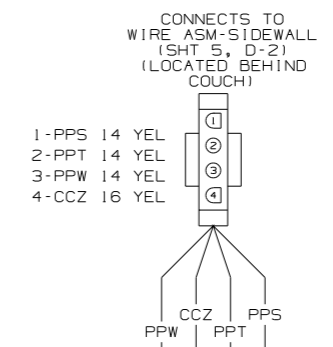 CONNECTS TO
WIRE ASM-SIDEWALL
(SHT 5, D-2)
(LOCATED BEHIND
COUCH)
1-PPS 14 YEL
2-PPT 14 YEL
3-PPW 14 YEL
4-CCZ 16 YEL
1
2
3
4
CCZ PPS
PPW PPT